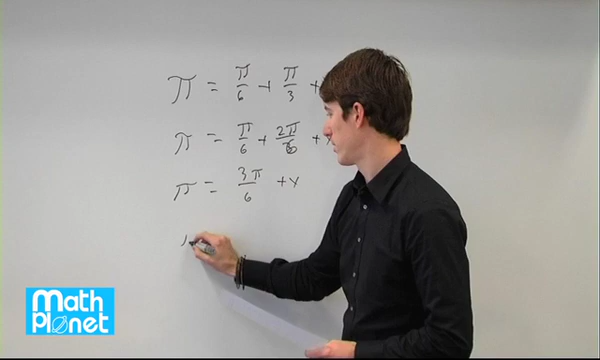 π = π/6 + π/3 +
π = π/6 + 2π/6 +
π = 3π/6 + x
Math
Planet